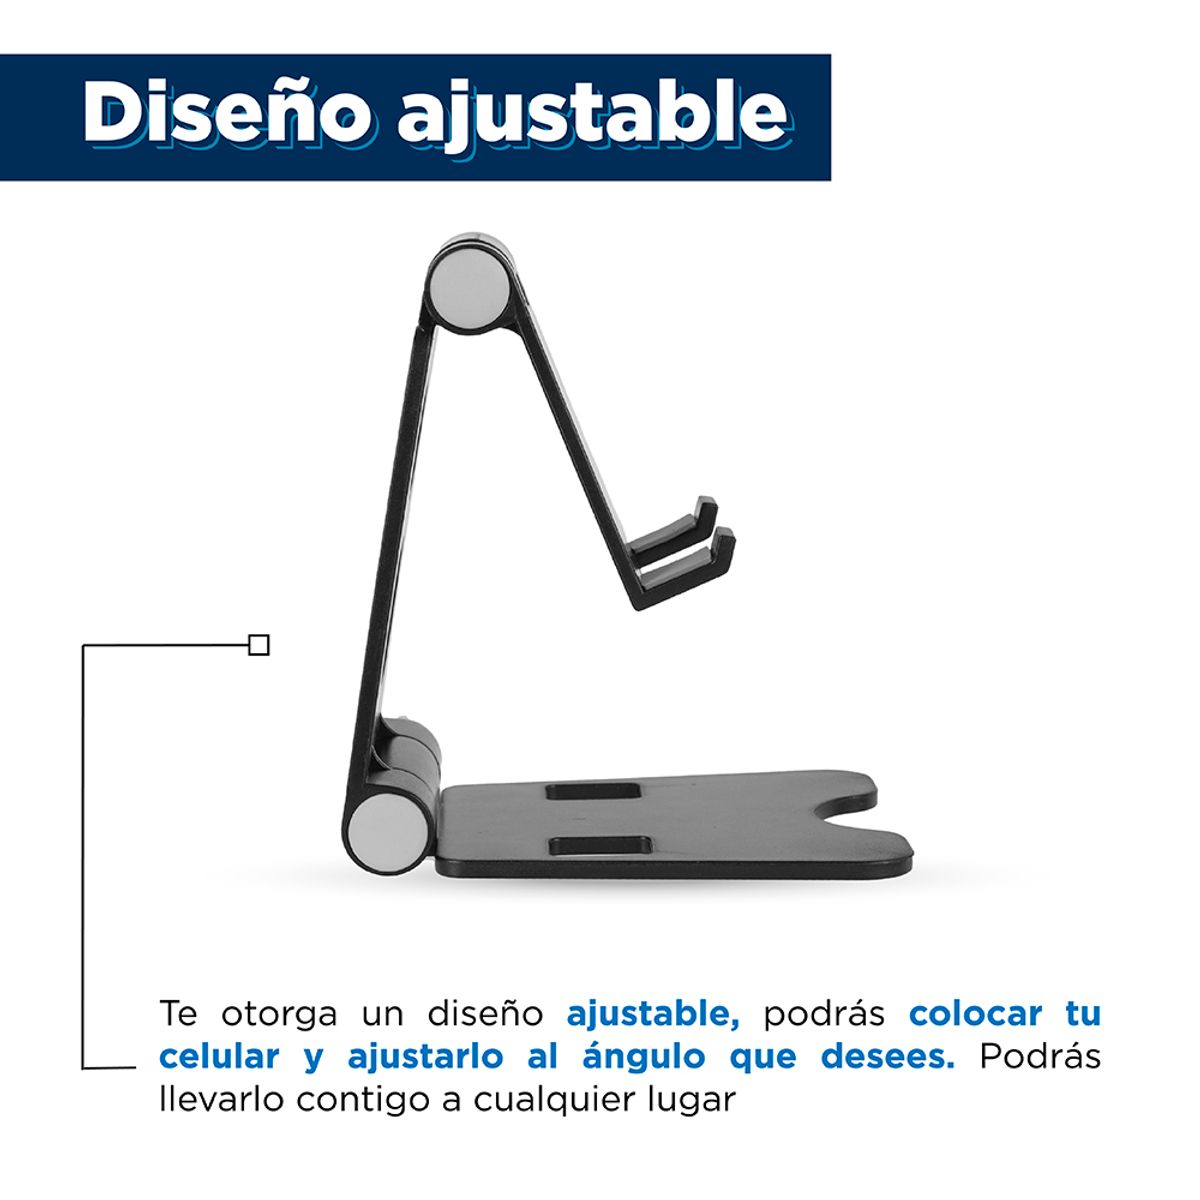 Diseño ajustable
Te otorga un diseño ajustable, podrás colocar tu
celular y ajustarlo al ángulo que desees. Podrás
llevarlo contigo a cualquier lugar